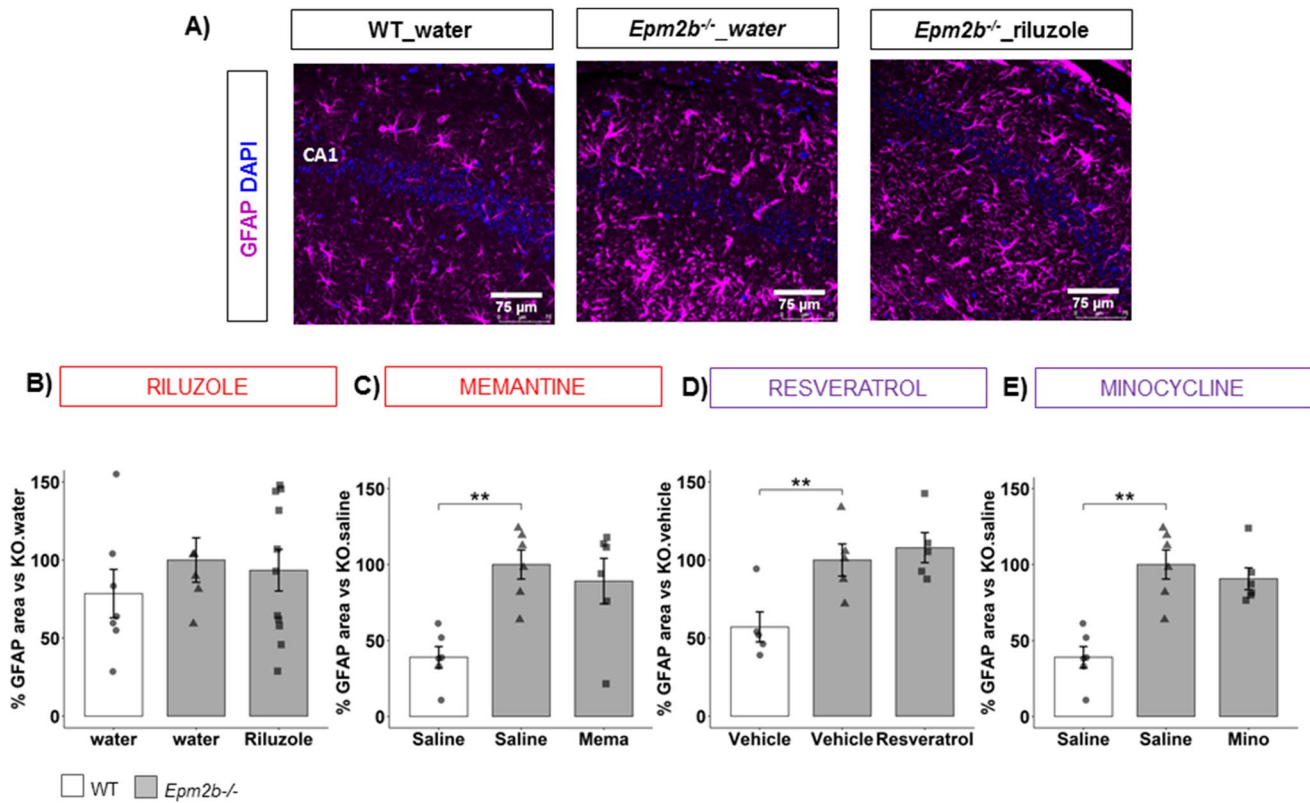 A)
WT_water
Epm2b-/-_water
Epm2b-/-_riluzole
GFAP DAPI
CA1
75 µm
75 µm
75 µm
B)
RILUZOLE
C)
MEMANTINE
D)
RESVERATROL
E)
MINOCYCLINE
% GFAP area vs KO.water
150
100
50
0
water
water
Riluzole
% GFAP area vs KO.saline
150
100
50
0
**
Saline
Saline
Mema
% GFAP area vs KO.vehicle
150
100
50
0
**
Vehicle
Vehicle
Resveratrol
% GFAP area vs KO.saline
150
100
50
0
**
Saline
Saline
Mino
WT
Epm2b-/-